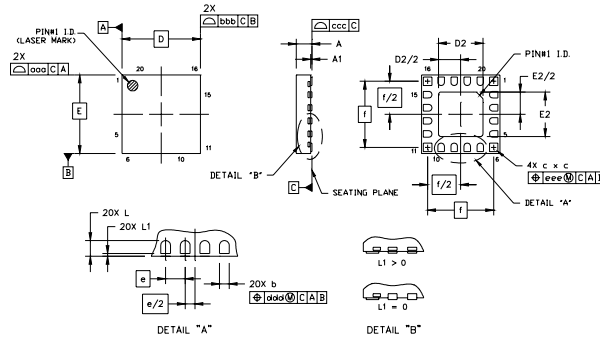 2X
⌓ bbb C B
A
D
PIN#1 I.D.
(LASER MARK)
2X
⌓ aaa C A
20
16
1
15
E
5
11
6
10
B
⌓ ccc C
A
A1
DETAIL "B"
C
SEATING PLANE
D2
D2/2
PIN#1 I.D.
16
20
1
15
E2/2
f/2
f
E2
5
11
10
6
4X c x c
⌖ eee Ⓜ C A B
f/2
f
DETAIL "A"
20X L
20X L1
e
20X b
e/2
⌖ ddd Ⓜ C A B
DETAIL "A"
L1 > 0
L1 = 0
DETAIL "B"